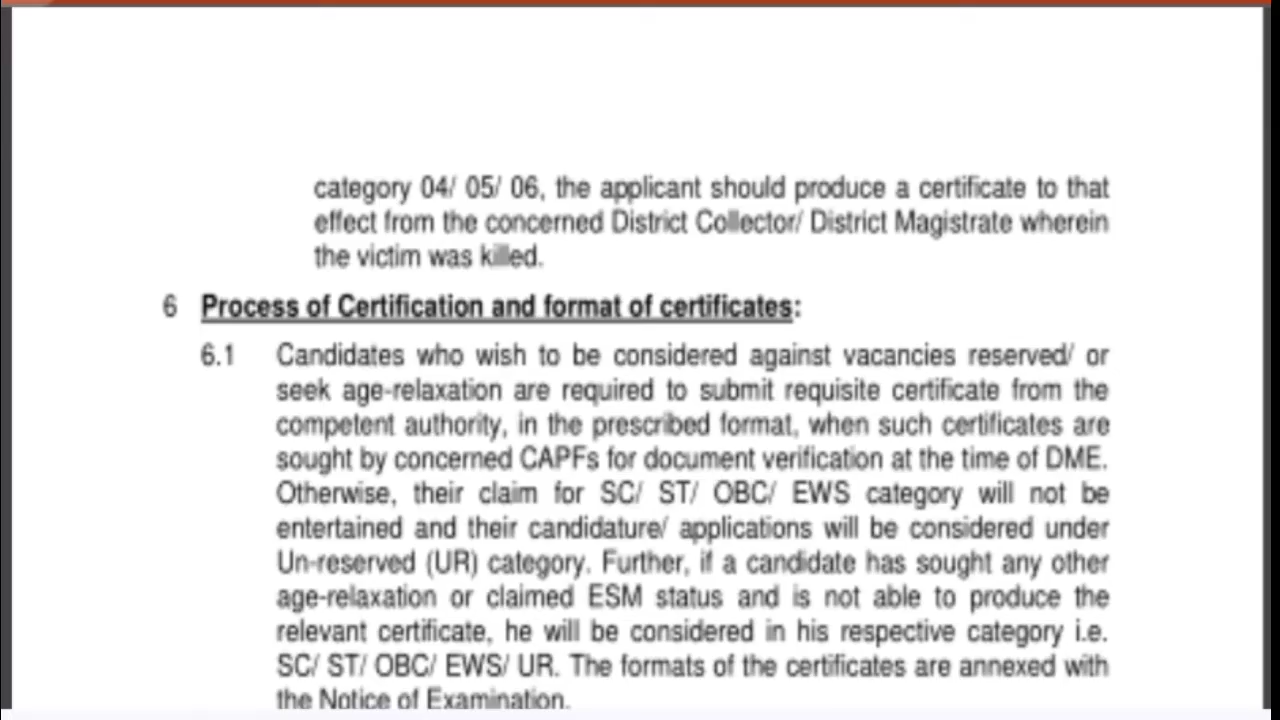 category 04/ 05/ 06, the applicant should produce a certificate to that
effect from the concerned District Collector/ District Magistrate wherein
the victim was killed.
6 Process of Certification and format of certificates:
6.1 Candidates who wish to be considered against vacancies reserved/ or
seek age-relaxation are required to submit requisite certificate from the
competent authority, in the prescribed format, when such certificates are
sought by concerned CAPFs for document verification at the time of DME.
Otherwise, their claim for SC/ ST/ OBC/ EWS category will not be
entertained and their candidature/ applications will be considered under
Un-reserved (UR) category. Further, if a candidate has sought any other
age-relaxation or claimed ESM status and is not able to produce the
relevant certificate, he will be considered in his respective category i.e.
SC/ ST/ OBC/ EWS/ UR. The formats of the certificates are annexed with
the Notice of Examination.